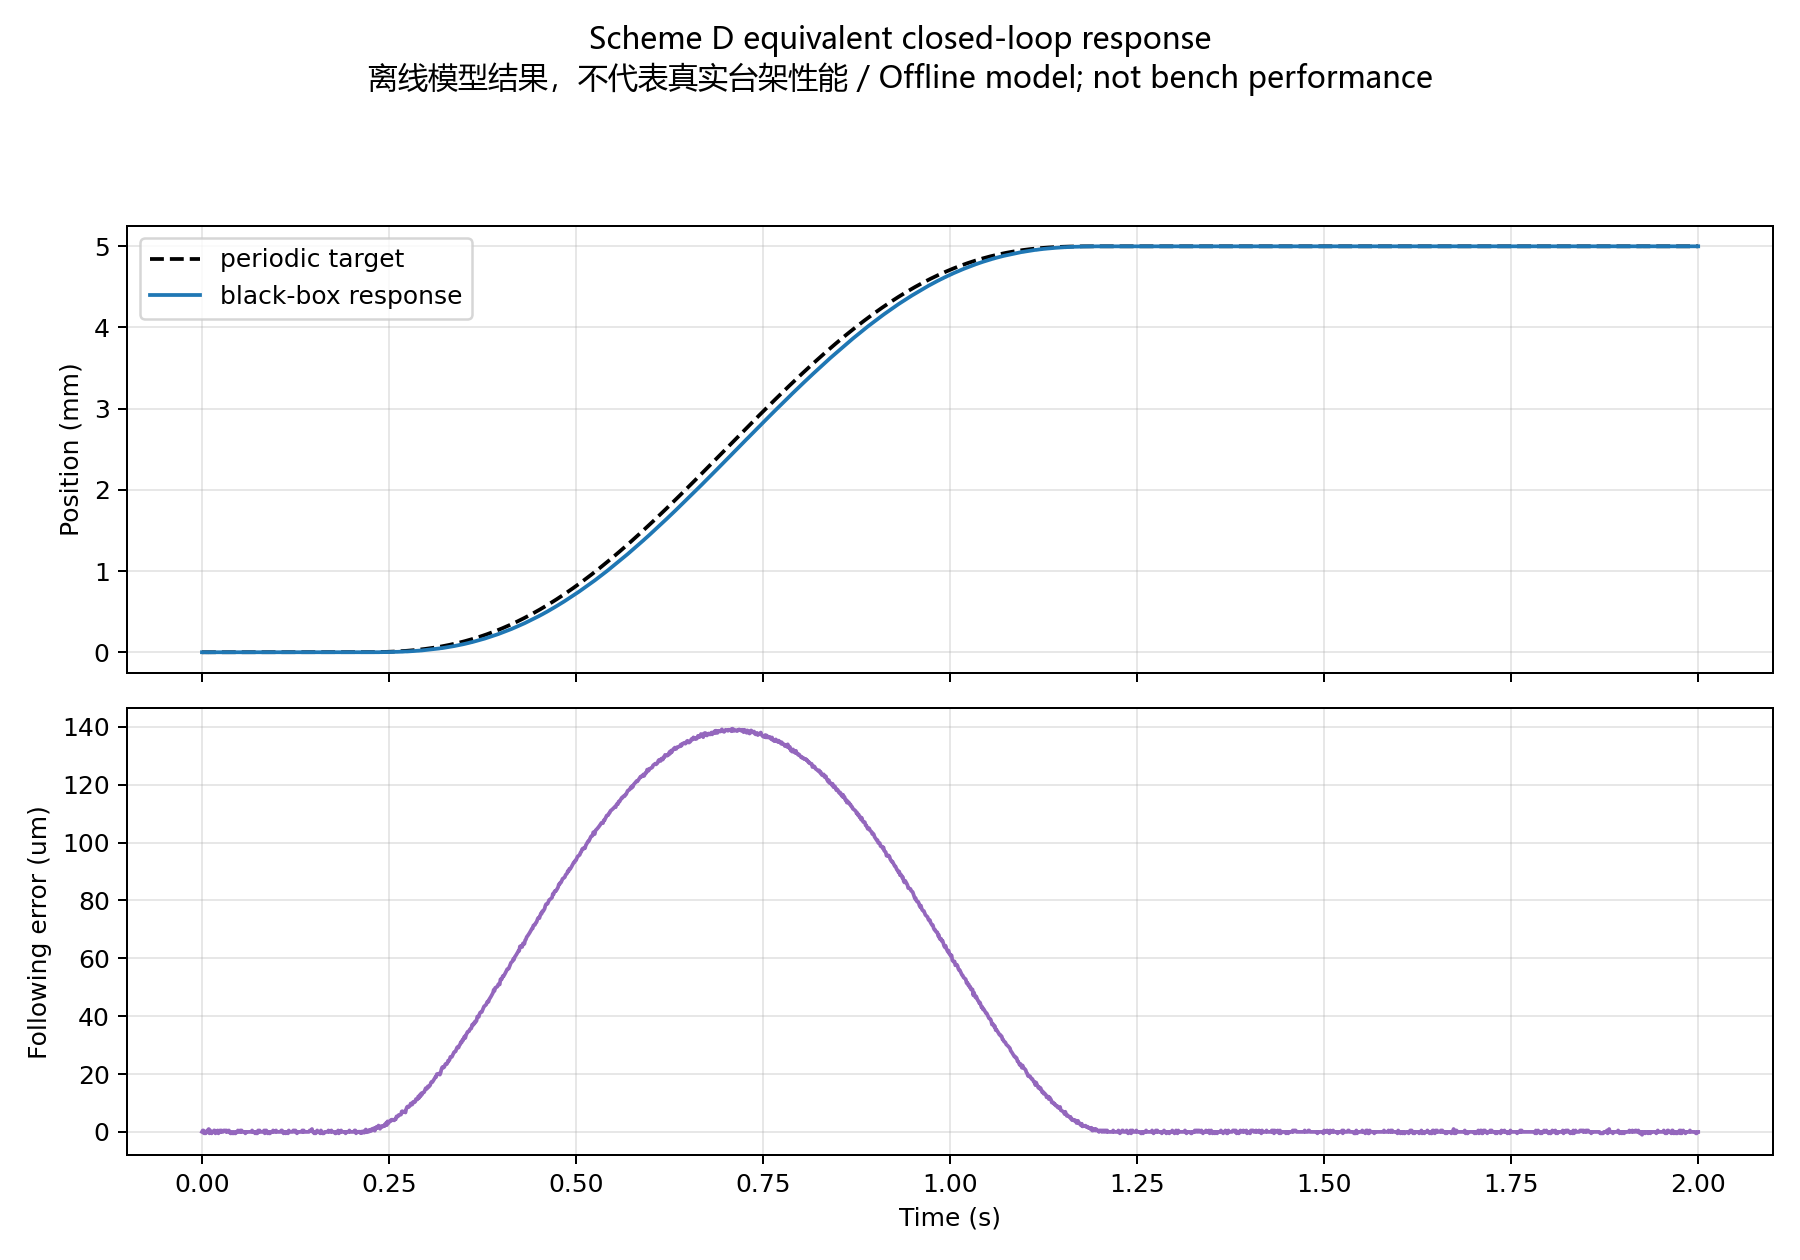 Scheme D equivalent closed-loop response
离线模型结果，不代表真实台架性能 / Offline model; not bench performance
5
4
3
2
1
0
Position (mm)
periodic target
black-box response
140
120
100
80
60
40
20
0
Following error (um)
0.00 0.25 0.50 0.75 1.00 1.25 1.50 1.75 2.00
Time (s)